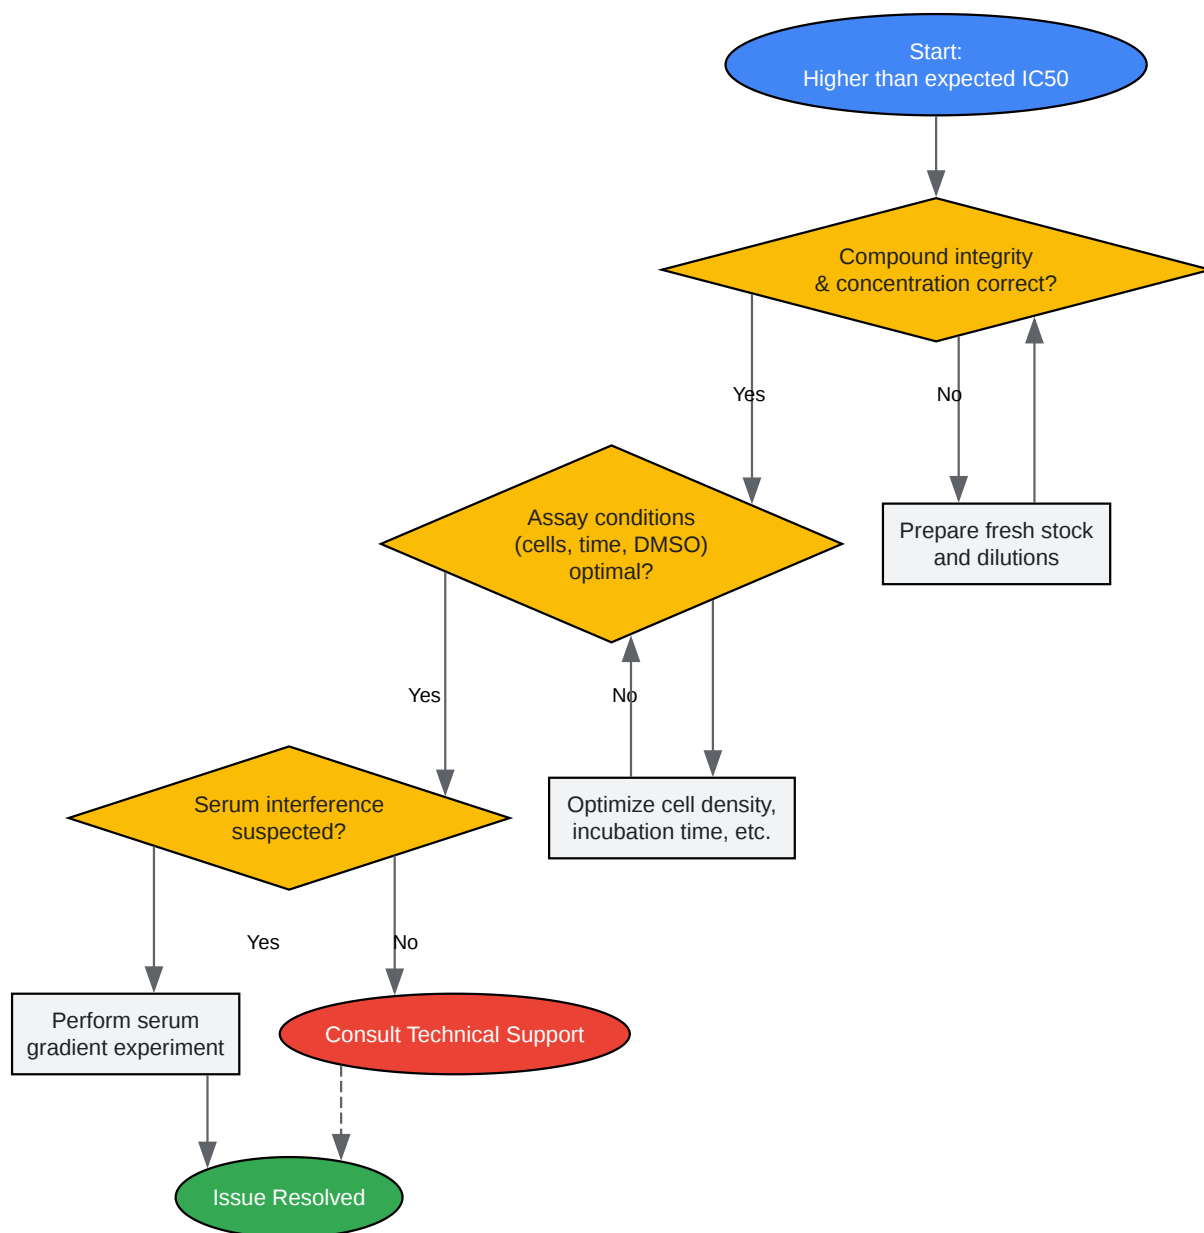 Start:
Higher than expected IC50
Compound integrity
& concentration correct?
Yes
No
Assay conditions
(cells, time, DMSO)
optimal?
Prepare fresh stock
and dilutions
Yes
No
Serum interference
suspected?
Optimize cell density,
incubation time, etc.
Yes
No
Perform serum
gradient experiment
Consult Technical Support
Issue Resolved